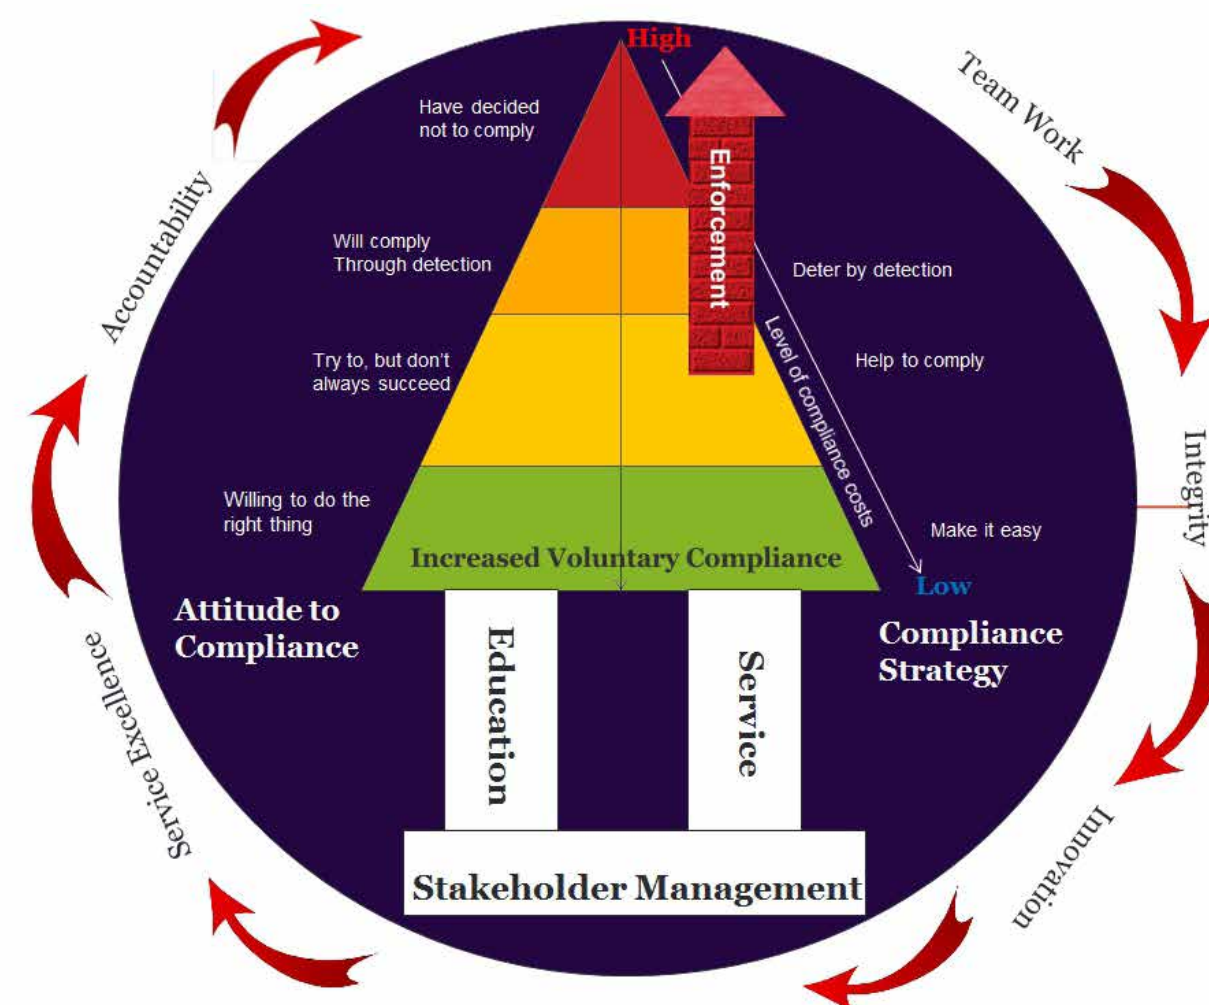 High
Have decided
not to comply
Enforcement
Will comply
Through detection
Deter by detection
Try to, but don't
always succeed
Level of compliance costs
Help to comply
Willing to do the
right thing
Make it easy
Increased Voluntary Compliance
Low
Attitude to
Compliance
Compliance
Strategy
Education
Service
Stakeholder Management
Team Work
Integrity
Innovation
Service Excellence
Accountability